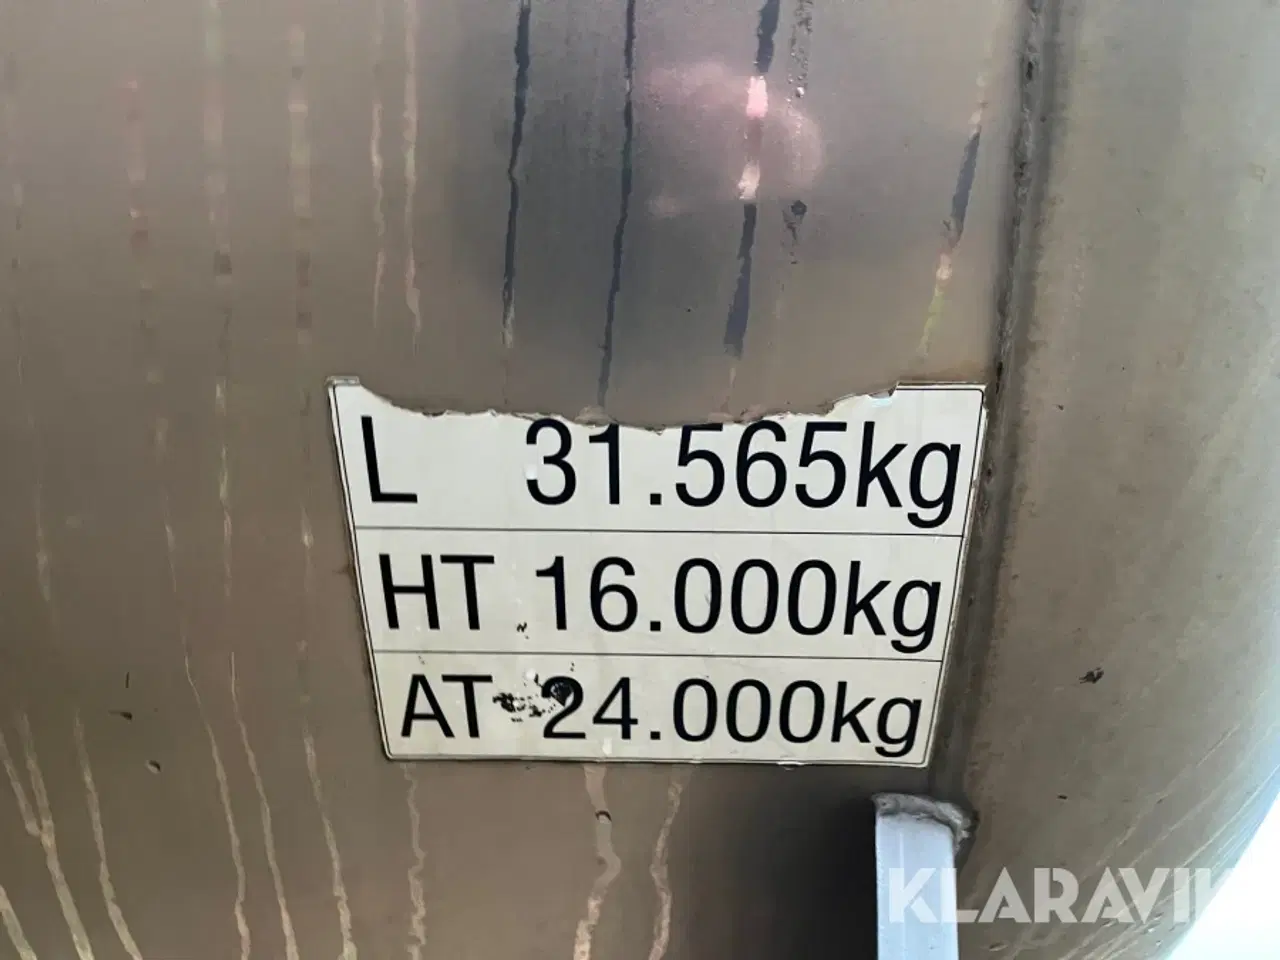 L 31.565kg
HT 16.000kg
AT 24.000kg
KLARAVIK